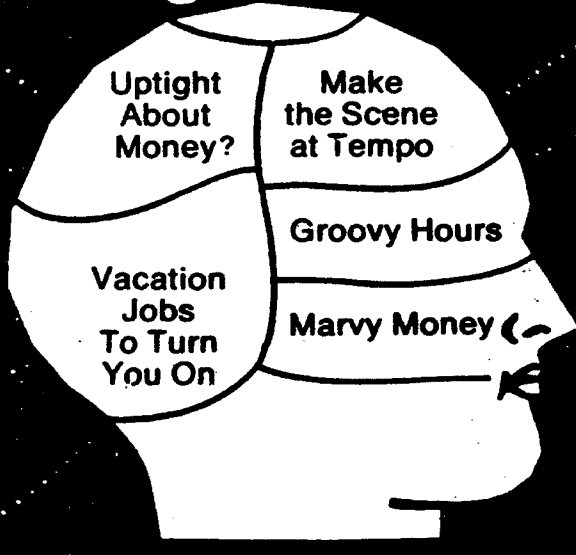 Uptight
About
Money?
Make
the Scene
at Tempo
Groovy Hours
Vacation
Jobs
To Turn
You On
Marvy Money